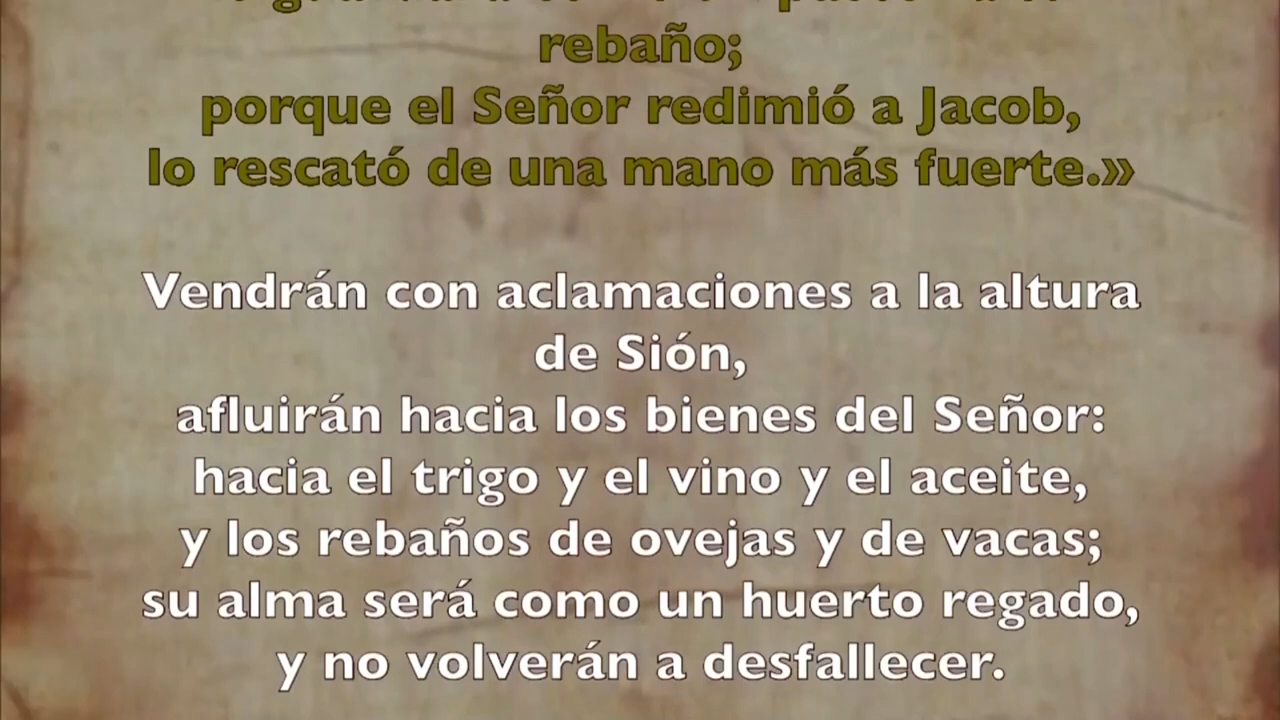 rebaño;
porque el Señor redimió a Jacob,
lo rescató de una mano más fuerte.»
Vendrán con aclamaciones a la altura
de Sión,
afluirán hacia los bienes del Señor:
hacia el trigo y el vino y el aceite,
y los rebaños de ovejas y de vacas;
su alma será como un huerto regado,
y no volverán a desfallecer.